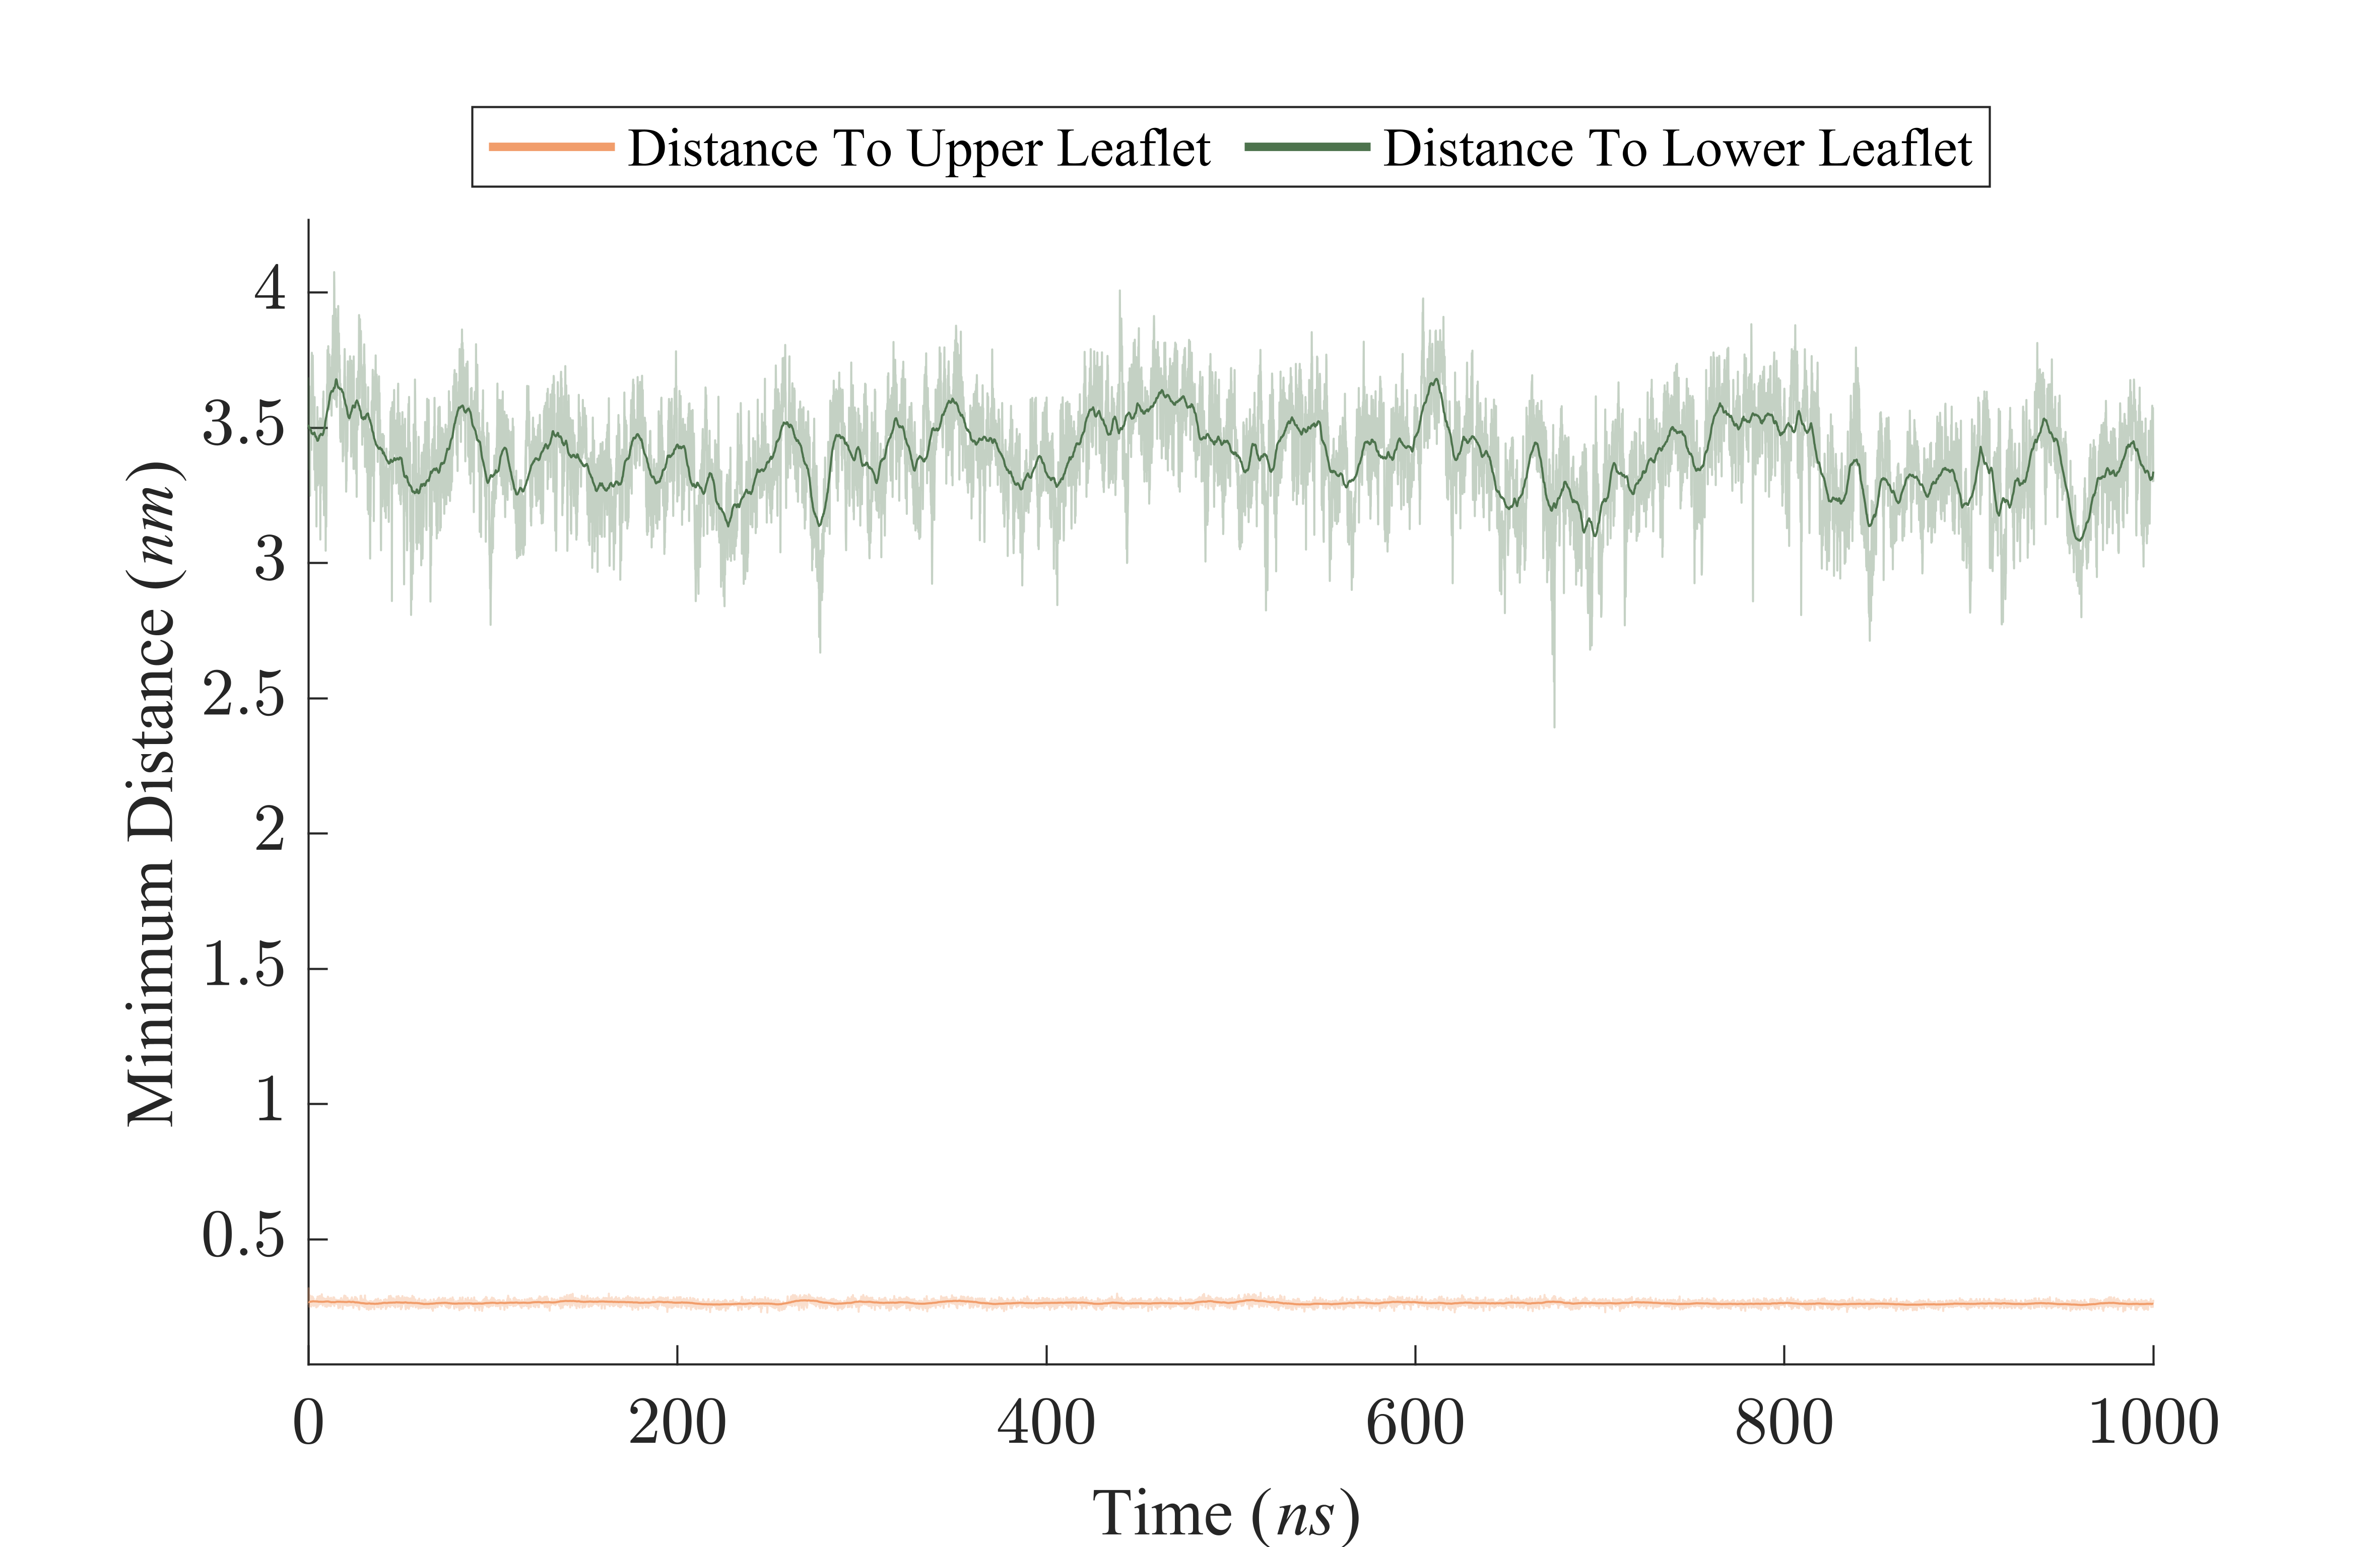 Distance To Upper Leaflet Distance To Lower Leaflet
4
3.5
3
2.5
2
1.5
1
0.5
Minimum Distance (nm)
0 200 400 600 800 1000
Time (ns)